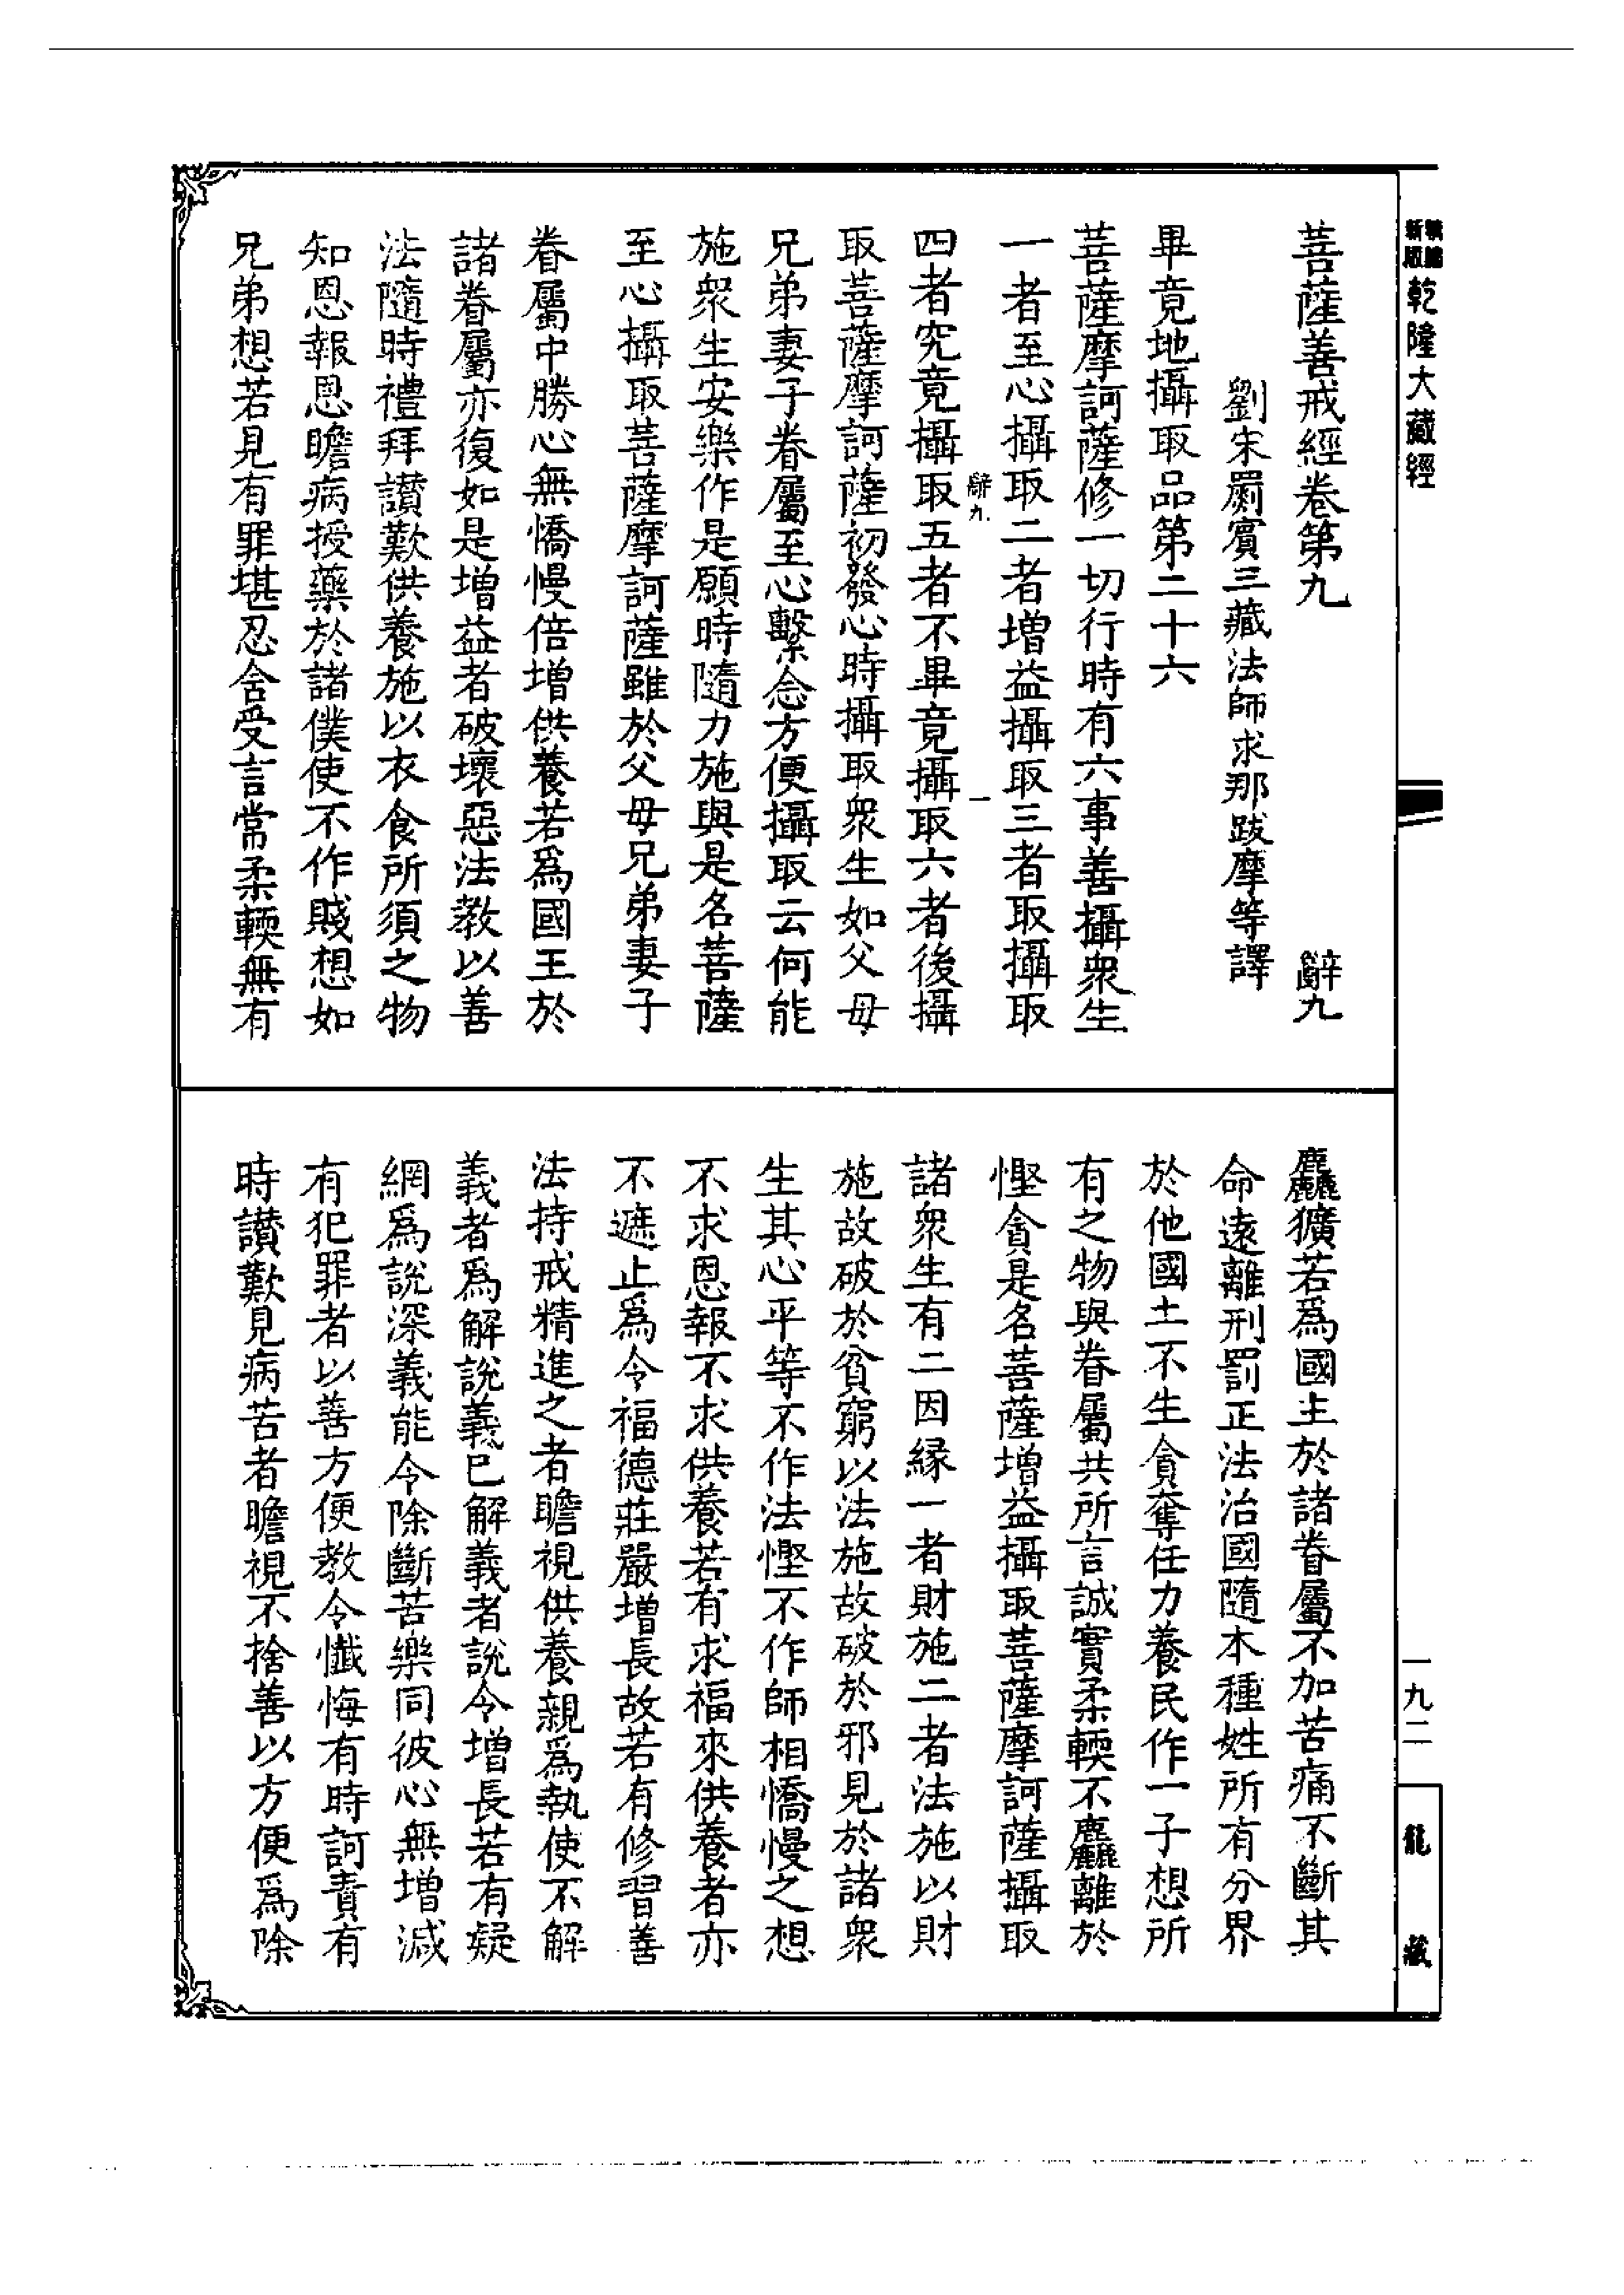 乾隆大藏經
菩薩善戒經卷第九 辭九
劉宋罽賓三藏法師求那跋摩等譯
畢竟地攝取品第二十六
菩薩摩訶薩修一切行時有六事善攝衆生
一者至心攝取二者增益攝取三者取攝取
辭九 一
四者究竟攝取五者不畢竟攝取六者後攝
取菩薩摩訶薩初發心時攝取衆生如父母
兄弟妻子眷屬至心繫念方便攝取云何能
施衆生安樂作是願時隨力施與是名菩薩
至心攝取菩薩摩訶薩雖於父母兄弟妻子
眷屬中勝心無憍慢倍增供養若爲國王於
諸眷屬亦復如是增益者破壞惡法教以善
法隨時禮拜讃歎供養施以衣食所須之物
知恩報恩瞻病授藥於諸僕使不作賤想如
兄弟想若見有罪堪忍含受言常柔輭無有
麤獷若爲國主於諸眷屬不加苦痛不斷其
命遠離刑罰正法治國隨本種姓所有分界
於他國土不生貪奪任力養民作一子想所
有之物與眷屬共所言誠實柔輭不麤離於
慳貪是名菩薩增益攝取菩薩摩訶薩攝取
諸衆生有二因緣一者財施二者法施以財
施故破於貧窮以法施故破於邪見於諸衆
生其心平等不作法慳不作師相憍慢之想
不求恩報不求供養若有求福來供養者亦
不遮止爲令福德莊嚴增長故若有修習善
法持戒精進之者瞻視供養親爲執使不解
義者爲解說義已解義者說令增長若有疑
網爲說深義能令除斷苦樂同彼心無增減
有犯罪者以善方便教令懺悔有時訶責有
時讃歎見病苦者瞻視不捨善以方便爲除
一九二
龍藏